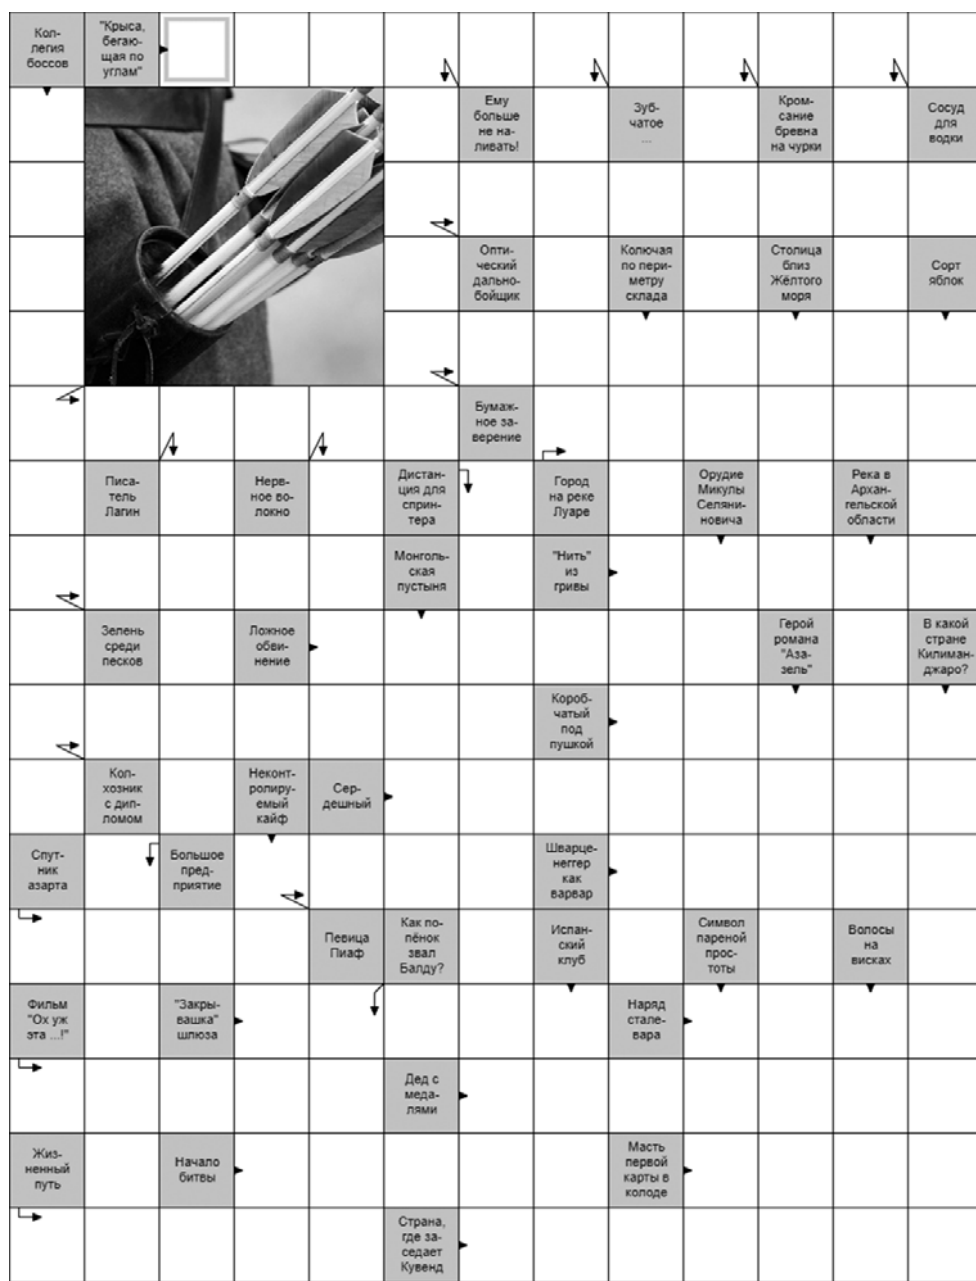 Кол-
легия
боссов
"Крыса,
бегаю-
щая по
углам"
Ему
больше
не на-
ливать!
Зуб-
чатое
...
Кром-
сание
бревна
на чурки
Сосуд
для
водки
Опти-
ческий
дально-
бойщик
Колючая
по пери-
метру
склада
Столица
близ
Жёлтого
моря
Сорт
яблок
Бумаж-
ное за-
верение
Писа-
тель
Лагин
Нерв-
ное во-
локно
Дистан-
ция для
сприн-
тера
Город
на реке
Луаре
Орудие
Микулы
Селяни-
новича
Река в
Архан-
гельской
области
Монголь-
ская
пустыня
"Нить"
из
гривы
Зелень
среди
песков
Ложное
обви-
нение
Герой
романа
"Аза-
зель"
В какой
стране
Килиман-
джаро?
Короб-
чатый
под
пушкой
Кол-
хозник
с дип-
ломом
Неконт-
ролируе-
мый
кайф
Сер-
дешный
Спут-
ник
азарта
Большое
пред-
приятие
Шварце-
неггер
как
варвар
Певица
Пиаф
Как по-
пёнок
звал
Балду?
Испан-
ский
клуб
Символ
пареной
прос-
тоты
Волосы
на
висках
Фильм
"Ох уж
эта ...!"
"Закры-
вашка"
шлюза
Наряд
стале-
вара
Дед с
меда-
лями
Жиз-
ненный
путь
Начало
битвы
Масть
первой
карты в
колоде
Страна,
где за-
седает
Кувенд